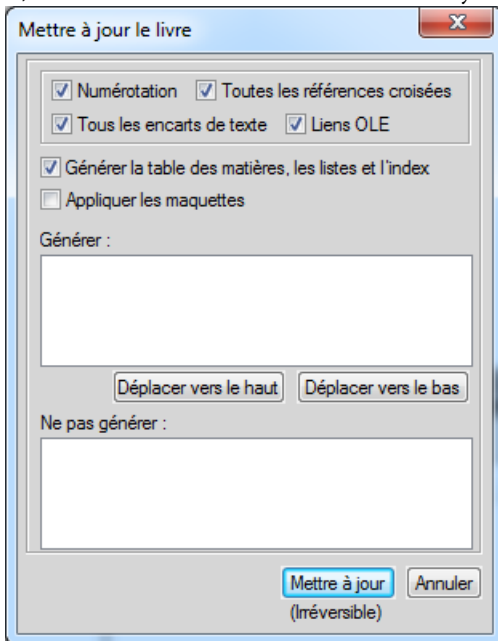 Mettre à jour le livre
Numérotation Toutes les références croisées
Tous les encarts de texte Liens OLE
Générer la table des matières, les listes et l'index
Appliquer les maquettes
Générer :
Déplacer vers le haut Déplacer vers le bas
Ne pas générer :
Mettre à jour Annuler
(Irréversible)